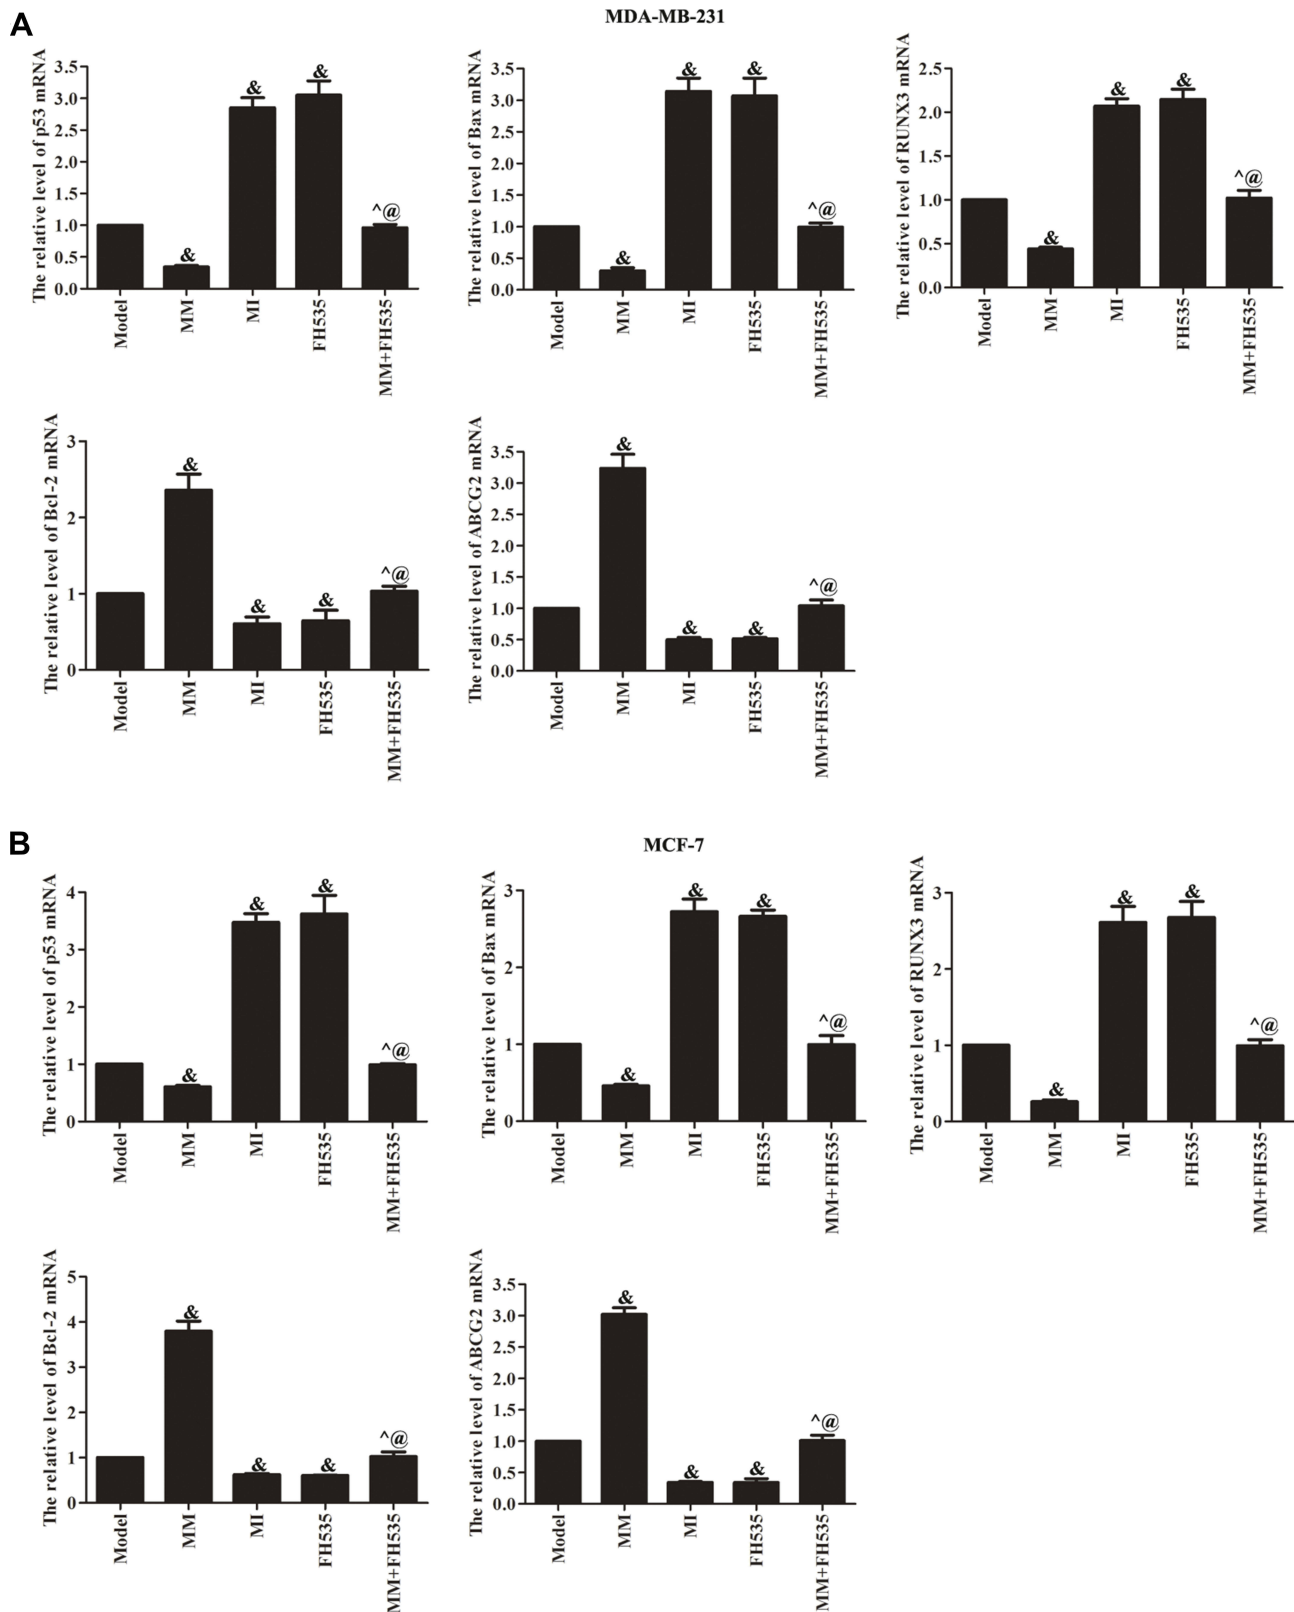 A
MDA-MB-231
The relative level of p53 mRNA
3.5
3.0
2.5
2.0
1.5
1.0
0.5
0.0
&
&
&
^@
Model
MM
MI
FH535
MM+FH535
The relative level of Bax mRNA
3.5
3.0
2.5
2.0
1.5
1.0
0.5
0.0
&
&
&
^@
Model
MM
MI
FH535
MM+FH535
The relative level of RUNX3 mRNA
2.5
2.0
1.5
1.0
0.5
0.0
&
&
&
^@
Model
MM
MI
FH535
MM+FH535
The relative level of Bcl-2 mRNA
3
2
1
0
&
&
&
^@
Model
MM
MI
FH535
MM+FH535
The relative level of ABCG2 mRNA
3.5
3.0
2.5
2.0
1.5
1.0
0.5
0.0
&
&
&
^@
Model
MM
MI
FH535
MM+FH535
B
MCF-7
The relative level of p53 mRNA
4
3
2
1
0
&
&
&
^@
Model
MM
MI
FH535
MM+FH535
The relative level of Bax mRNA
3
2
1
0
&
&
&
^@
Model
MM
MI
FH535
MM+FH535
The relative level of RUNX3 mRNA
3
2
1
0
&
&
&
^@
Model
MM
MI
FH535
MM+FH535
The relative level of Bcl-2 mRNA
5
4
3
2
1
0
&
&
&
^@
Model
MM
MI
FH535
MM+FH535
The relative level of ABCG2 mRNA
3.5
3.0
2.5
2.0
1.5
1.0
0.5
0.0
&
&
&
^@
Model
MM
MI
FH535
MM+FH535